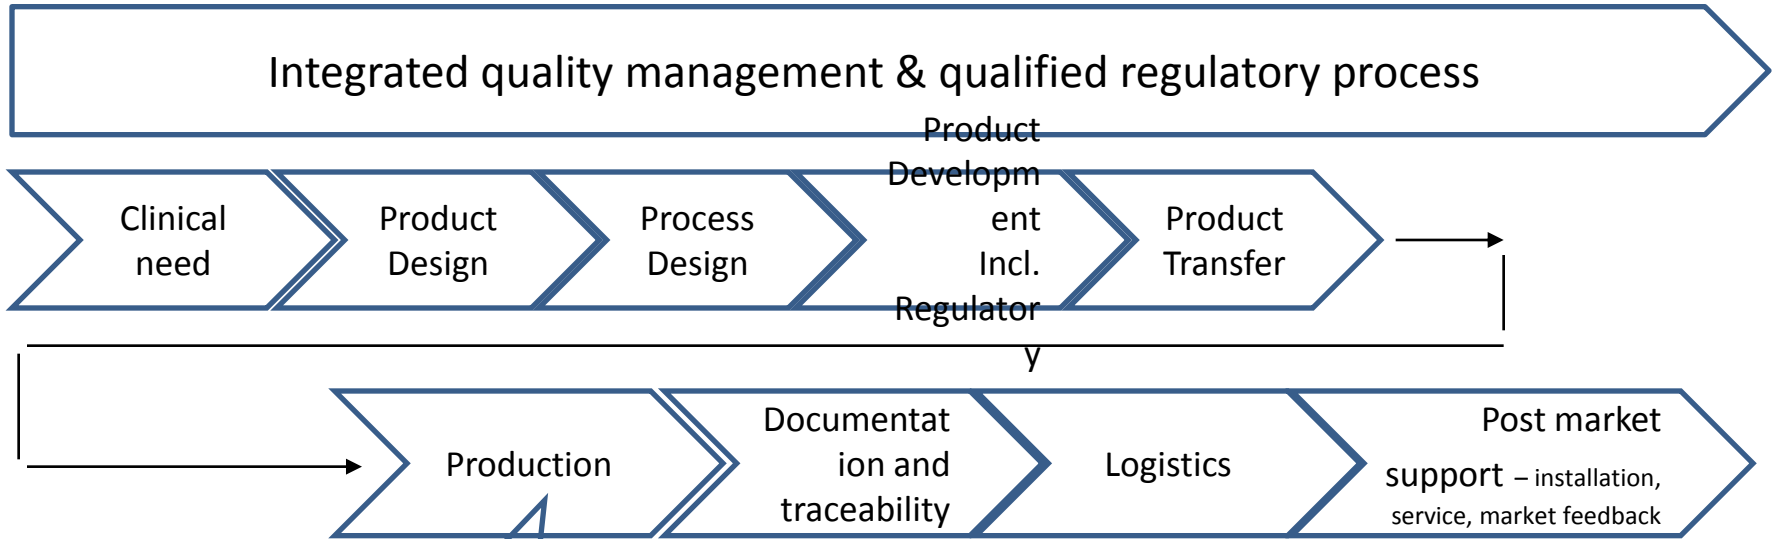 Integrated quality management & qualified regulatory process
Clinical
need
Product
Design
Process
Design
Product
Developm
ent
Incl.
Regulator
y
Product
Transfer
Production
Documentat
ion and
traceability
Logistics
Post market
support – installation,
service, market feedback